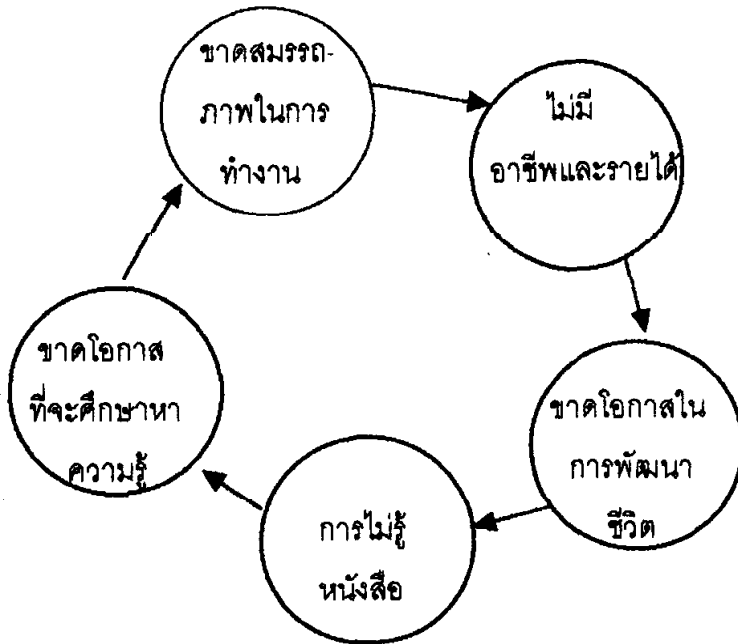 ขาดสมรรถ-
ภาพในการ
ทำงาน
ไม่มี
อาชีพและรายได้
ขาดโอกาสใน
การพัฒนา
ชีวิต
การไม่รู้
หนังสือ
ขาดโอกาส
ที่จะศึกษาหา
ความรู้